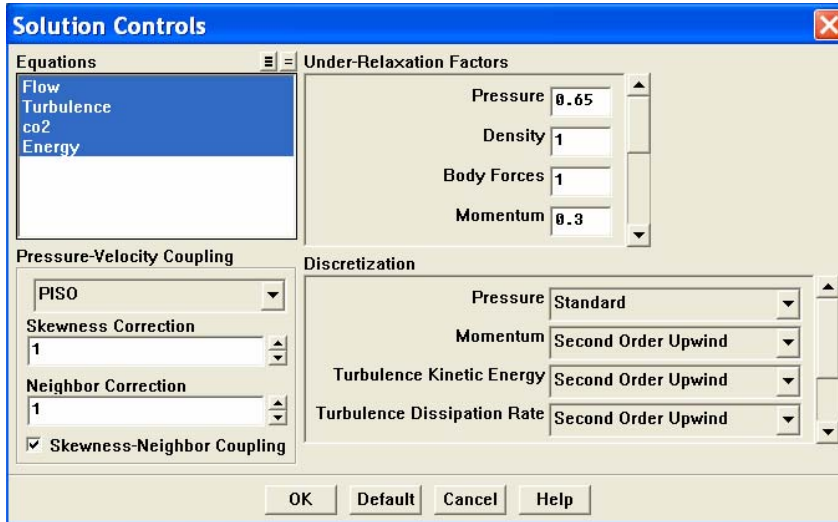 Solution Controls
Equations
Flow
Turbulence
co2
Energy
Under-Relaxation Factors
Pressure 0.65
Density 1
Body Forces 1
Momentum 0.3
Pressure-Velocity Coupling
PISO
Skewness Correction
1
Neighbor Correction
1
Skewness-Neighbor Coupling
Discretization
Pressure Standard
Momentum Second Order Upwind
Turbulence Kinetic Energy Second Order Upwind
Turbulence Dissipation Rate Second Order Upwind
OK Default Cancel Help